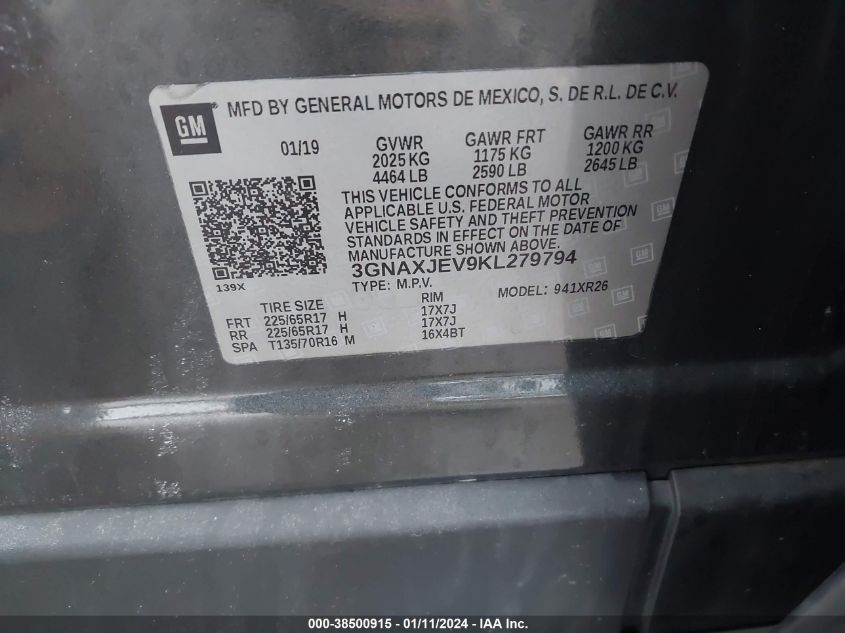 GM
MFD BY GENERAL MOTORS DE MEXICO, S. DE R.L. DE C.V.
01/19 GVWR GAWR FRT GAWR RR
2025 KG 1175 KG 1200 KG
4464 LB 2590 LB 2645 LB
THIS VEHICLE CONFORMS TO ALL
APPLICABLE U.S. FEDERAL MOTOR
VEHICLE SAFETY AND THEFT PREVENTION
STANDARDS IN EFFECT ON THE DATE OF
MANUFACTURE SHOWN ABOVE.
139X
3GNAXJEV9KL279794
TYPE: M.P.V. MODEL: 941XR26
TIRE SIZE RIM
FRT 225/65R17 H 17X7J
RR 225/65R17 H 17X7J
SPA T135/70R16 M 16X4BT
000-38500915 - 01/11/2024 - IAA Inc.